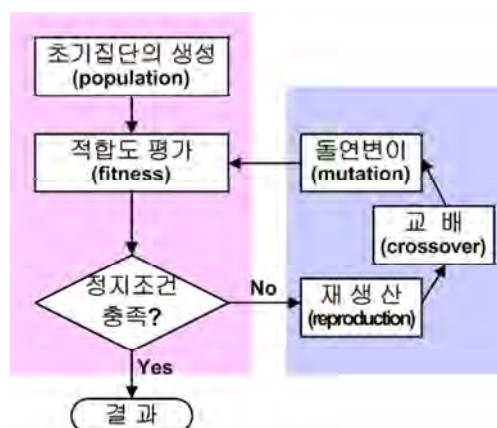 초기집단의 생성
(population)
적합도 평가
(fitness)
정지조건
충족?
Yes
결 과
No
재 생 산
(reproduction)
교 배
(crossover)
돌연변이
(mutation)